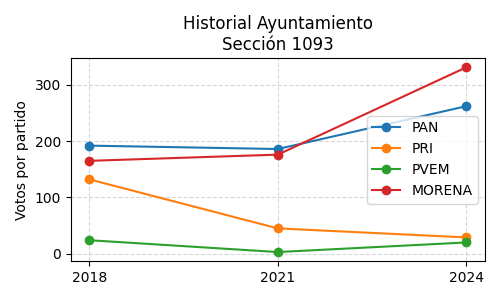 Historial Ayuntamiento
Sección 1093
Votos por partido
300
200
100
0
2018
2021
2024
PAN
PRI
PVEM
MORENA